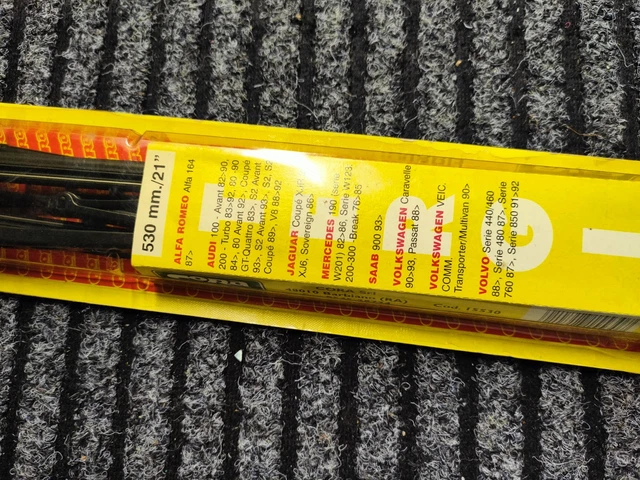 530 mm./21"
ALFA ROMEO Alfa 164
87>
AUDI 100 - Avant 82>90,
200 - Turbo 83>92, 80 - 90
84>, 80 Avant 92>, Coupé
GT-Quattro 83>, S2 Avant
93>, S2 Avant 93>, S2, S2
Coupé 89>, V8 88>92
JAGUAR Coupé XJS
XJ6, Sovereign 86>
MERCEDES 190 (serie
W201) 82>86, Serie W123
200-300 - Break 76>85
SAAB 900 93>
VOLKSWAGEN Caravelle
90>93, Passat 88>
VOLKSWAGEN VEIC.
COMM.
Transporter/Multivan 90>
VOLVO Serie 440/460
88>, Serie 480 87>, Serie
760 87>, Serie 850 91>92
(RA)
Cod. 15530